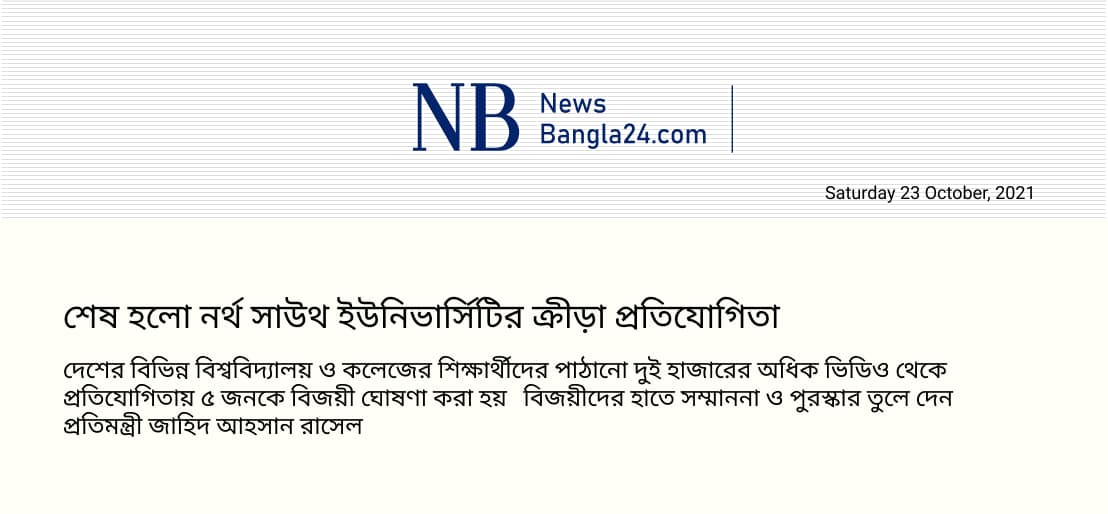 NB News
Bangla24.com
Saturday 23 October, 2021
শেষ হলো নর্থ সাউথ ইউনিভার্সিটির ক্রীড়া প্রতিযোগিতা
দেশের বিভিন্ন বিশ্ববিদ্যালয় ও কলেজের শিক্ষার্থীদের পাঠানো দুই হাজারের অধিক ভিডিও থেকে
প্রতিযোগিতায় ৫ জনকে বিজয়ী ঘোষণা করা হয় বিজয়ীদের হাতে সম্মাননা ও পুরস্কার তুলে দেন
প্রতিমন্ত্রী জাহিদ আহসান রাসেল